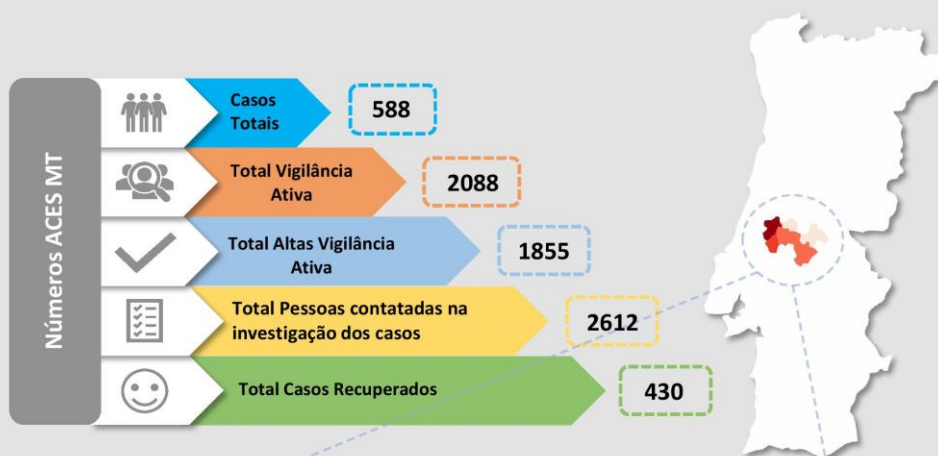 Números ACES MT
Casos
Totais
588
Total Vigilância
Ativa
2088
Total Altas Vigilância
Ativa
1855
Total Pessoas contatadas na
investigação dos casos
2612
Total Casos Recuperados
430